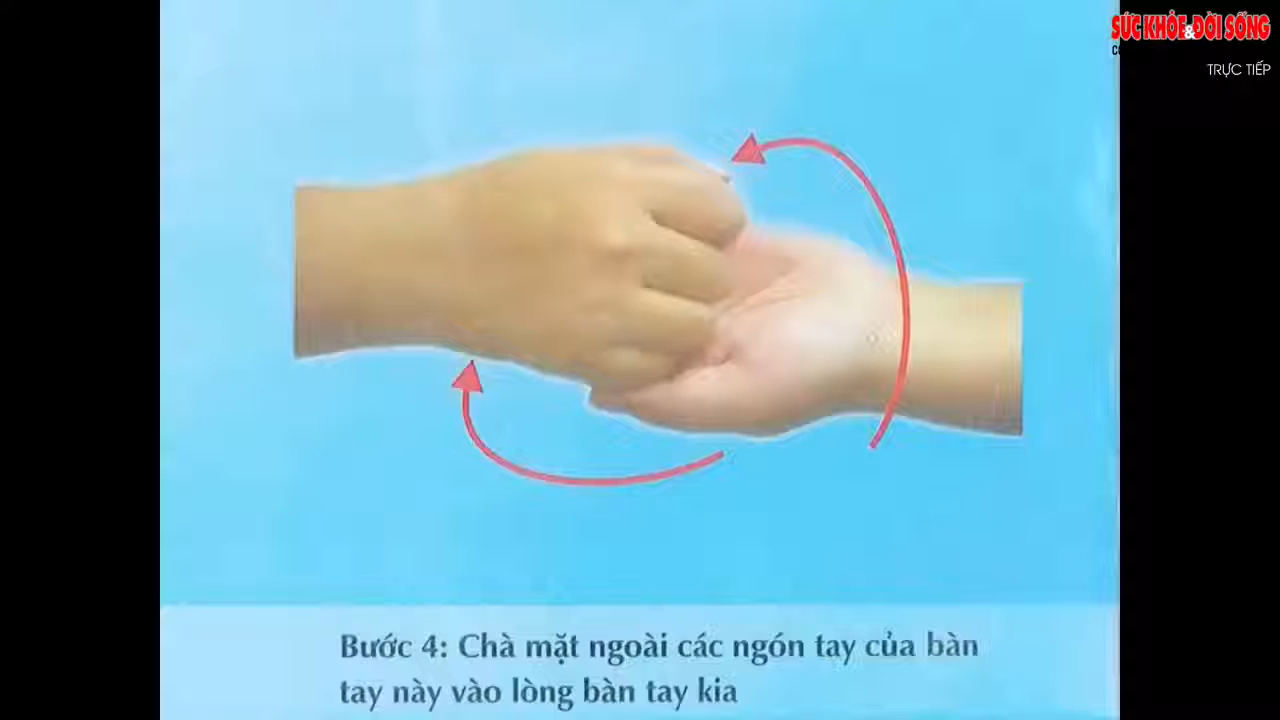 SỨC KHỎE&ĐỜI SỐNG
TRỰC TIẾP
Bước 4: Chà mặt ngoài các ngón tay của bàn
tay này vào lòng bàn tay kia